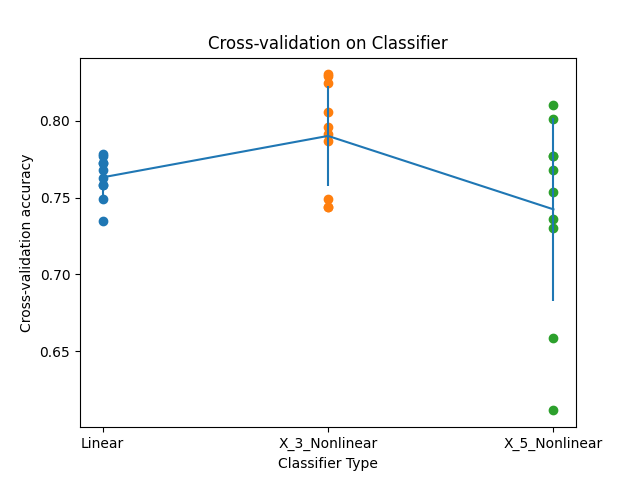 Cross-validation on Classifier
Cross-validation accuracy
0.80
0.75
0.70
0.65
Linear
X_3_Nonlinear
X_5_Nonlinear
Classifier Type